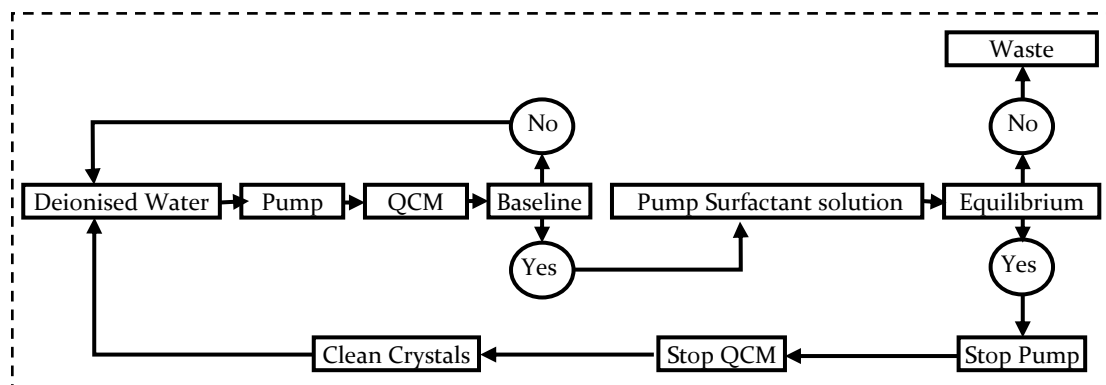 Waste
No
No
Deionised Water
Pump
QCM
Baseline
Pump Surfactant solution
Equilibrium
Yes
Yes
Clean Crystals
Stop QCM
Stop Pump